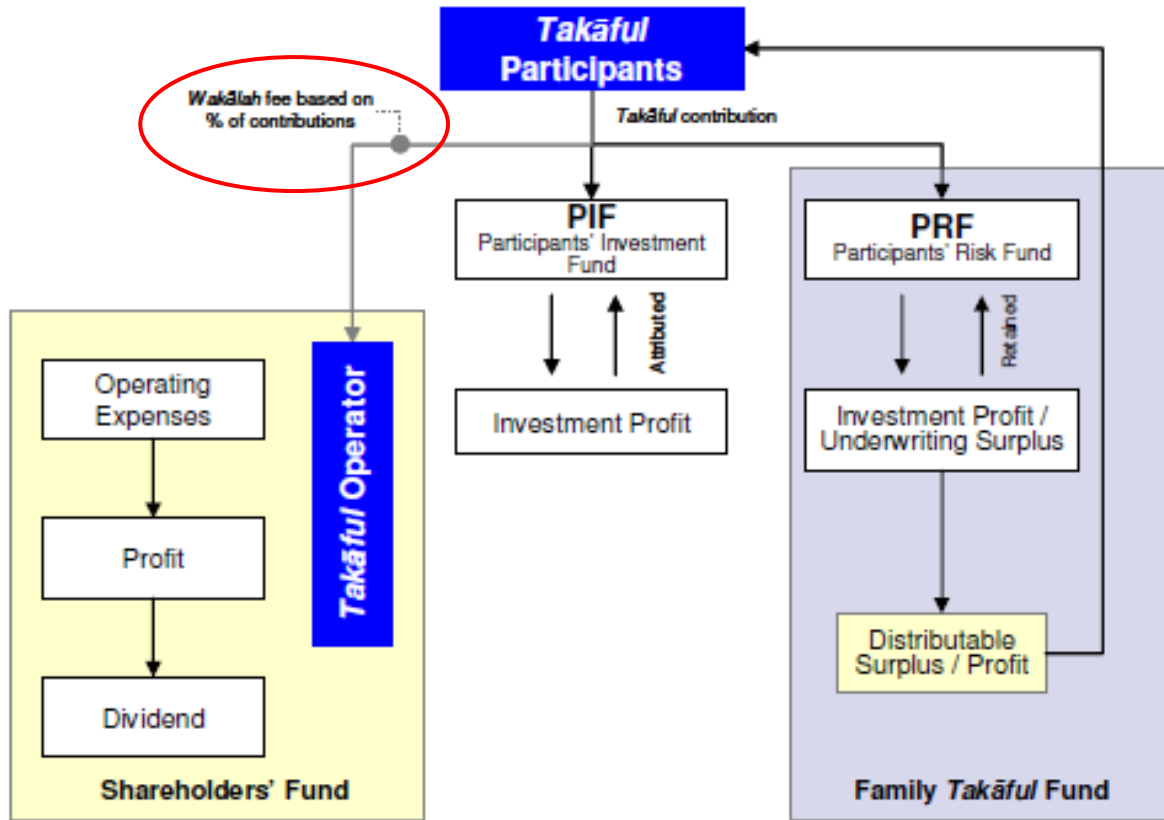 Takāful
Participants
Wakālah fee based on
% of contributions
Takāful contribution
PIF
Participants' Investment
Fund
PRF
Participants' Risk Fund
Attributed
Retained
Operating
Expenses
Takāful Operator
Investment Profit
Investment Profit /
Underwriting Surplus
Profit
Distributable
Surplus / Profit
Dividend
Shareholders' Fund
Family Takāful Fund